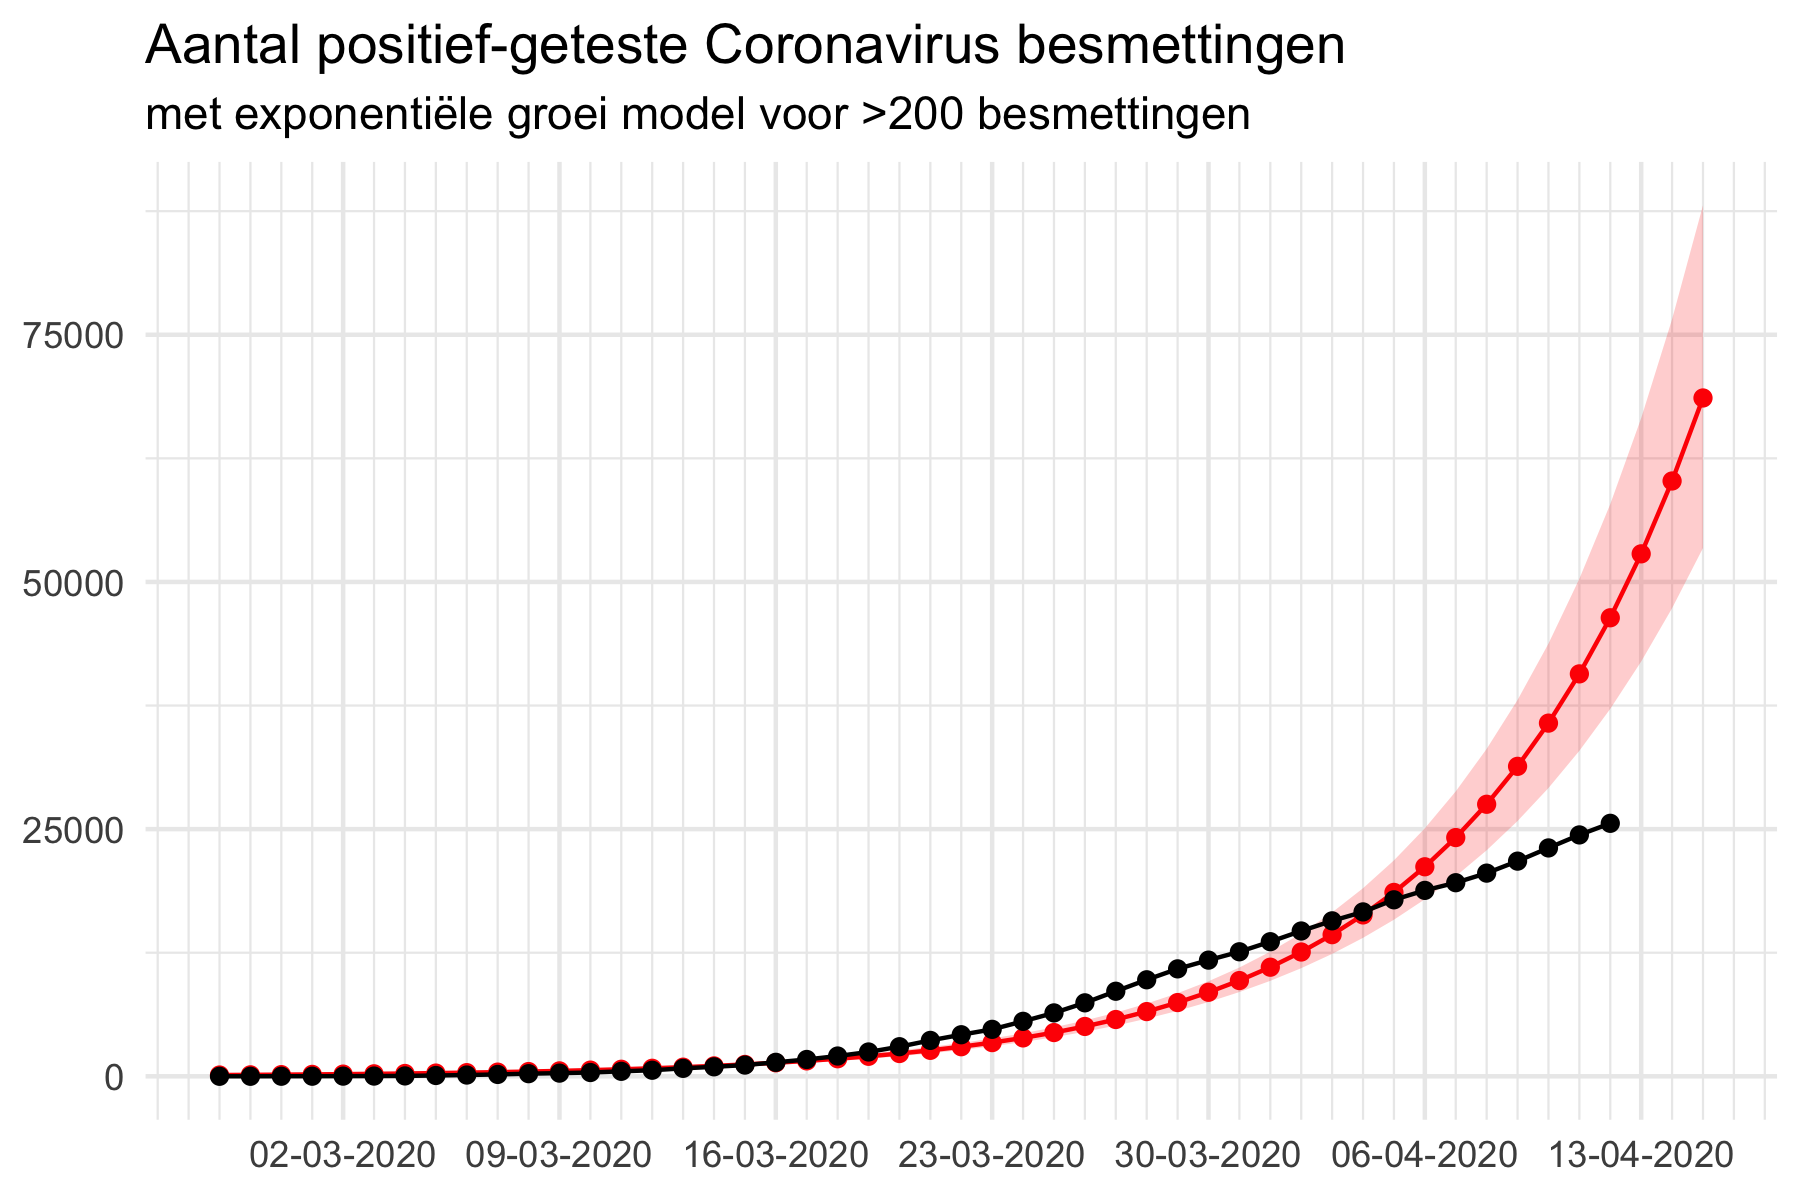 Aantal positief-geteste Coronavirus besmettingen
met exponentiële groei model voor >200 besmettingen
75000
50000
25000
0
02-03-2020 09-03-2020 16-03-2020 23-03-2020 30-03-2020 06-04-2020 13-04-2020